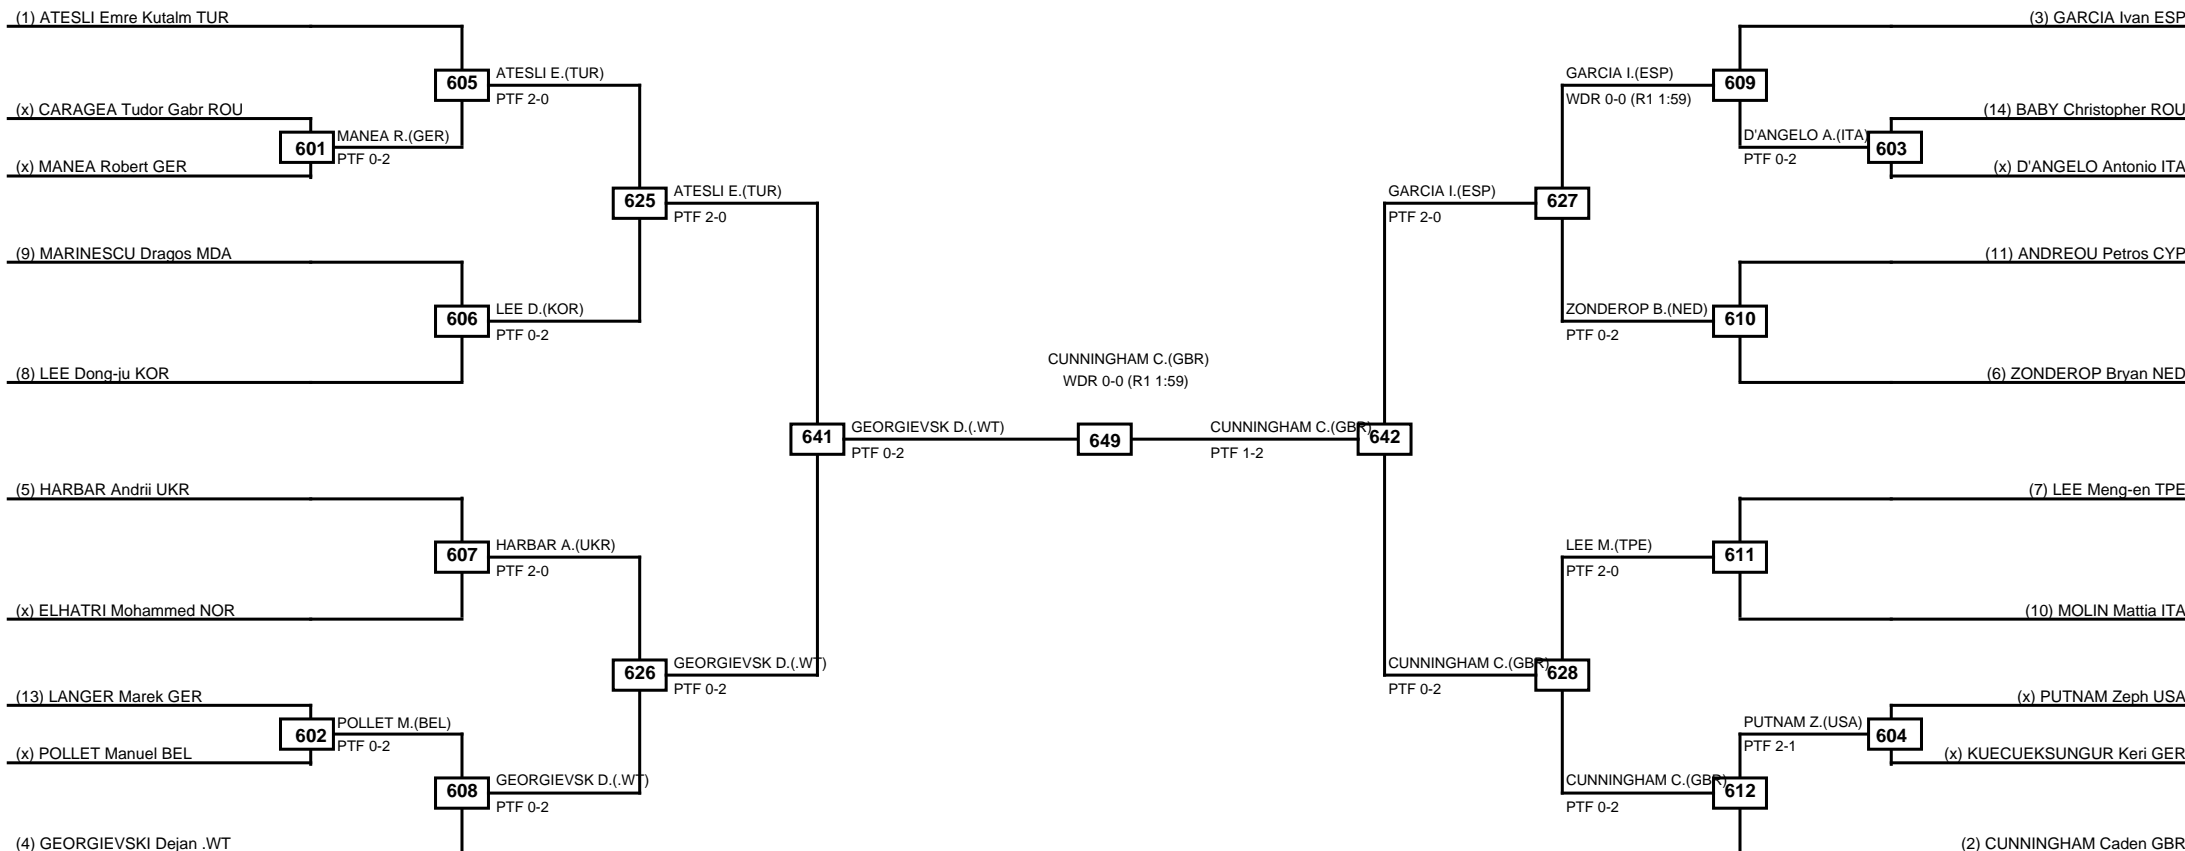 (1) ATESLI Emre Kutalm TUR
(x) CARAGEA Tudor Gabr ROU
(x) MANEA Robert GER
(9) MARINESCU Dragos MDA
(8) LEE Dong-ju KOR
(5) HARBAR Andrii UKR
(x) ELHATRI Mohammed NOR
(13) LANGER Marek GER
(x) POLLET Manuel BEL
(4) GEORGIEVSKI Dejan .WT
601
MANEA R.(GER)
PTF 0-2
602
POLLET M.(BEL)
PTF 0-2
605
ATESLI E.(TUR)
PTF 2-0
606
LEE D.(KOR)
PTF 0-2
607
HARBAR A.(UKR)
PTF 2-0
608
GEORGIEVSK D.(.WT)
PTF 0-2
625
ATESLI E.(TUR)
PTF 2-0
626
GEORGIEVSK D.(.WT)
PTF 0-2
641
GEORGIEVSK D.(.WT)
PTF 0-2
CUNNINGHAM C.(GBR)
WDR 0-0 (R1 1:59)
649
CUNNINGHAM C.(GBR)
PTF 1-2
642
GARCIA I.(ESP)
PTF 2-0
627
CUNNINGHAM C.(GBR)
PTF 0-2
628
GARCIA I.(ESP)
WDR 0-0 (R1 1:59)
609
ZONDEROP B.(NED)
PTF 0-2
610
LEE M.(TPE)
PTF 2-0
611
CUNNINGHAM C.(GBR)
PTF 0-2
612
D'ANGELO A.(ITA)
PTF 0-2
603
PUTNAM Z.(USA)
PTF 2-1
604
(3) GARCIA Ivan ESP
(14) BABY Christopher ROU
(x) D'ANGELO Antonio ITA
(11) ANDREOU Petros CYP
(6) ZONDEROP Bryan NED
(7) LEE Meng-en TPE
(10) MOLIN Mattia ITA
(x) PUTNAM Zeph USA
(x) KUECUEKSUNGUR Keri GER
(2) CUNNINGHAM Caden GBR